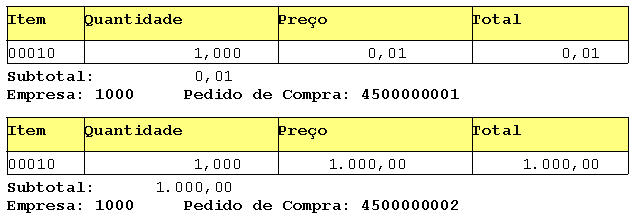 Item Quantidade Preço Total
00010 1,000 0,01 0,01
Subtotal: 0,01
Empresa: 1000 Pedido de Compra: 4500000001
Item Quantidade Preço Total
00010 1,000 1.000,00 1.000,00
Subtotal: 1.000,00
Empresa: 1000 Pedido de Compra: 4500000002